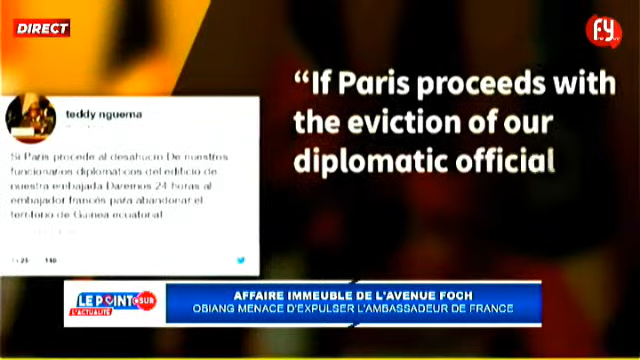 DIRECT
fy
teddy nguema
Si Paris procede al desahucio De nuestros
funcionarios diplomáticos del edificio de
nuestra embajada Daremos 24 horas al
embajador francés para abandonar el
territorio de Guinea ecuatorial
“If Paris proceeds with
the eviction of our
diplomatic official
LE POINT SUR
L'ACTUALITÉ
AFFAIRE IMMEUBLE DE L'AVENUE FOCH
OBIANG MENACE D'EXPULSER L'AMBASSADEUR DE FRANCE